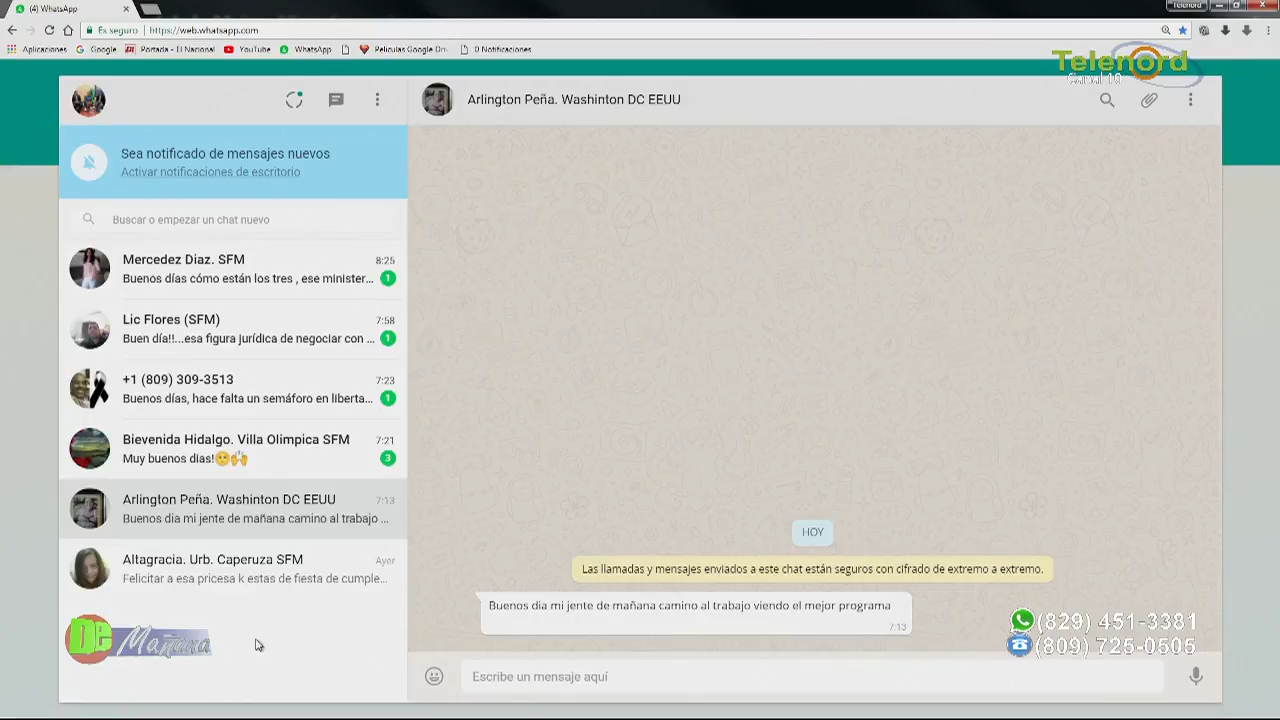 (4) WhatsApp
Telenord
Es seguro
https://web.whatsapp.com
Aplicaciones
Google
Portada - El Nacional
YouTube
WhatsApp
Películas Google Dri
0 Notificaciones
Telenord
Canal 10
Arlington Peña. Washinton DC EEUU
Sea notificado de mensajes nuevos
Activar notificaciones de escritorio
Buscar o empezar un chat nuevo
Mercedez Diaz. SFM
8:25
Buenos días cómo están los tres , ese minister...
1
Lic Flores (SFM)
7:58
Buen día!!...esa figura jurídica de negociar con ...
1
+1 (809) 309-3513
7:23
Buenos días, hace falta un semáforo en liberta...
1
Bievenida Hidalgo. Villa Olimpica SFM
7:21
Muy buenos dias!🙂🙌
3
Arlington Peña. Washinton DC EEUU
7:13
Buenos dia mi jente de mañana camino al trabajo ...
Altagracia. Urb. Caperuza SFM
Ayer
Felicitar a esa pricesa k estas de fiesta de cumple...
De Mañana
HOY
Las llamadas y mensajes enviados a este chat están seguros con cifrado de extremo a extremo.
Buenos dia mi jente de mañana camino al trabajo viendo el mejor programa
7:13
(829) 451-3381
(809) 725-0505
Escribe un mensaje aquí